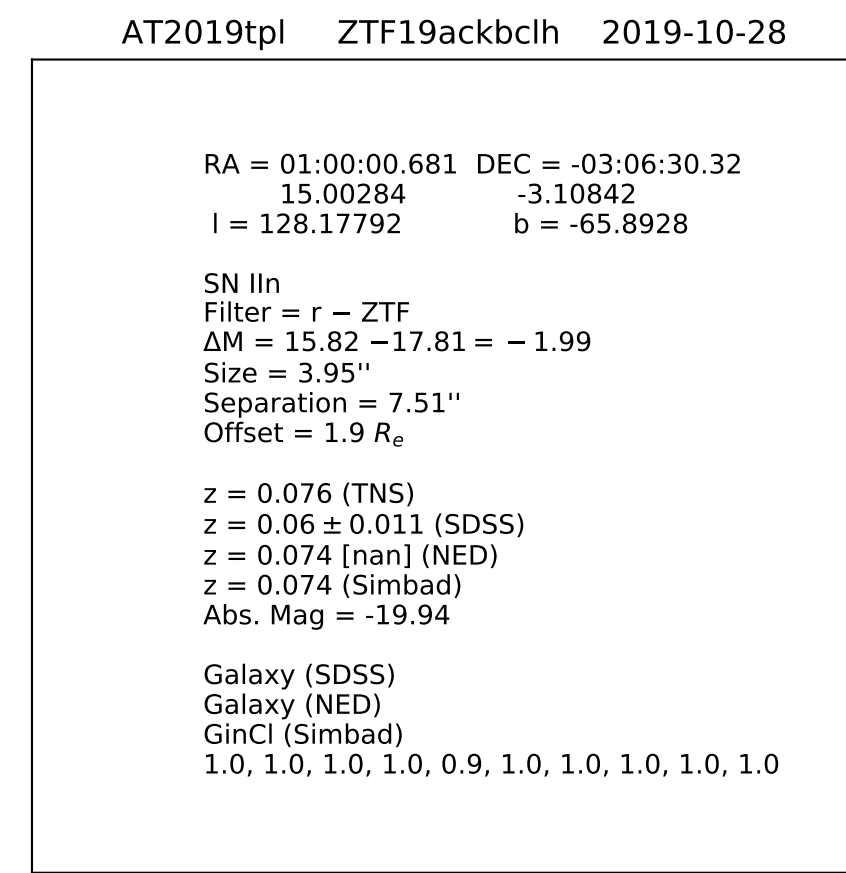 AT2019tpl ZTF19ackbclh 2019-10-28
RA = 01:00:00.681 DEC = -03:06:30.32
15.00284 -3.10842
l = 128.17792 b = -65.8928
SN IIn
Filter = r − ZTF
ΔM = 15.82 −17.81 = − 1.99
Size = 3.95''
Separation = 7.51''
Offset = 1.9 Rₑ
z = 0.076 (TNS)
z = 0.06 ± 0.011 (SDSS)
z = 0.074 [nan] (NED)
z = 0.074 (Simbad)
Abs. Mag = -19.94
Galaxy (SDSS)
Galaxy (NED)
GinCl (Simbad)
1.0, 1.0, 1.0, 1.0, 0.9, 1.0, 1.0, 1.0, 1.0, 1.0